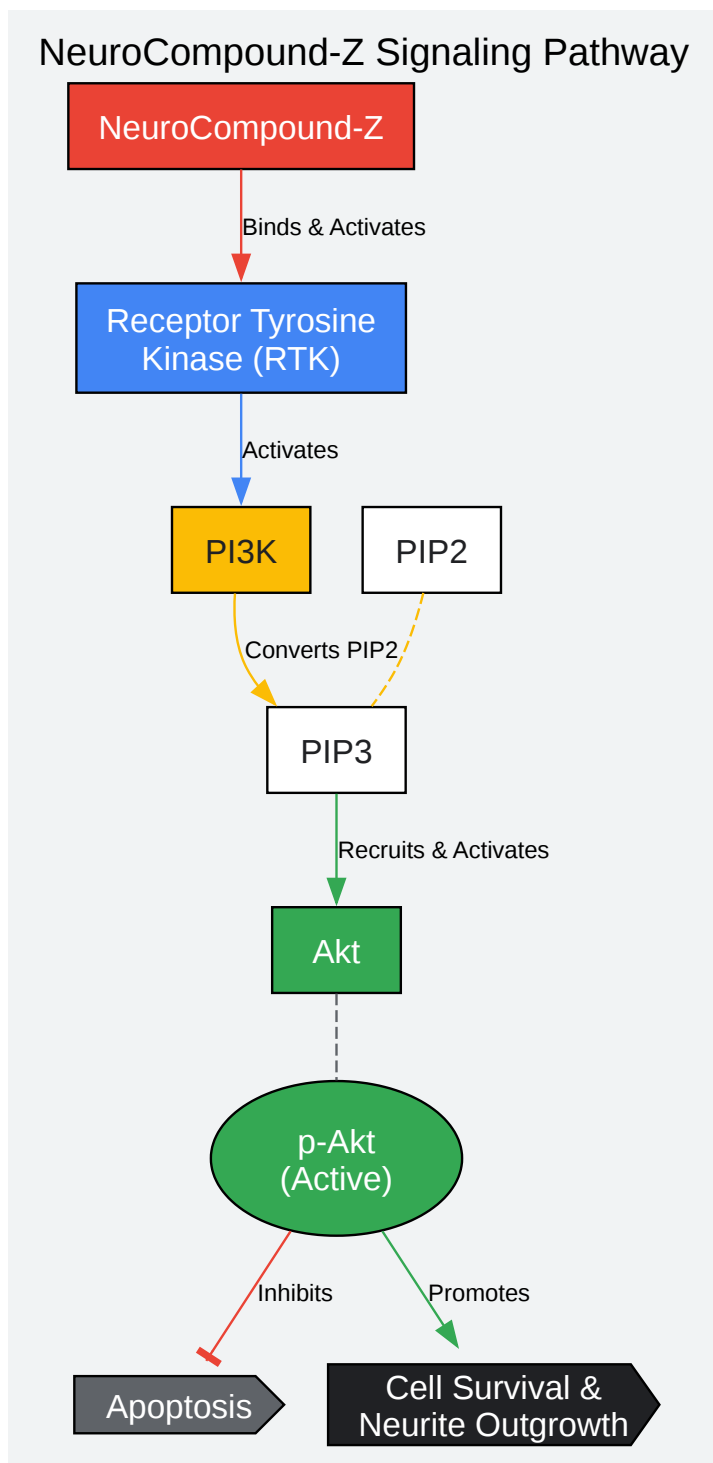 NeuroCompound-Z Signaling Pathway
NeuroCompound-Z
Binds & Activates
Receptor Tyrosine
Kinase (RTK)
Activates
PI3K
PIP2
Converts PIP2
PIP3
Recruits & Activates
Akt
p-Akt
(Active)
Inhibits
Promotes
Apoptosis
Cell Survival &
Neurite Outgrowth